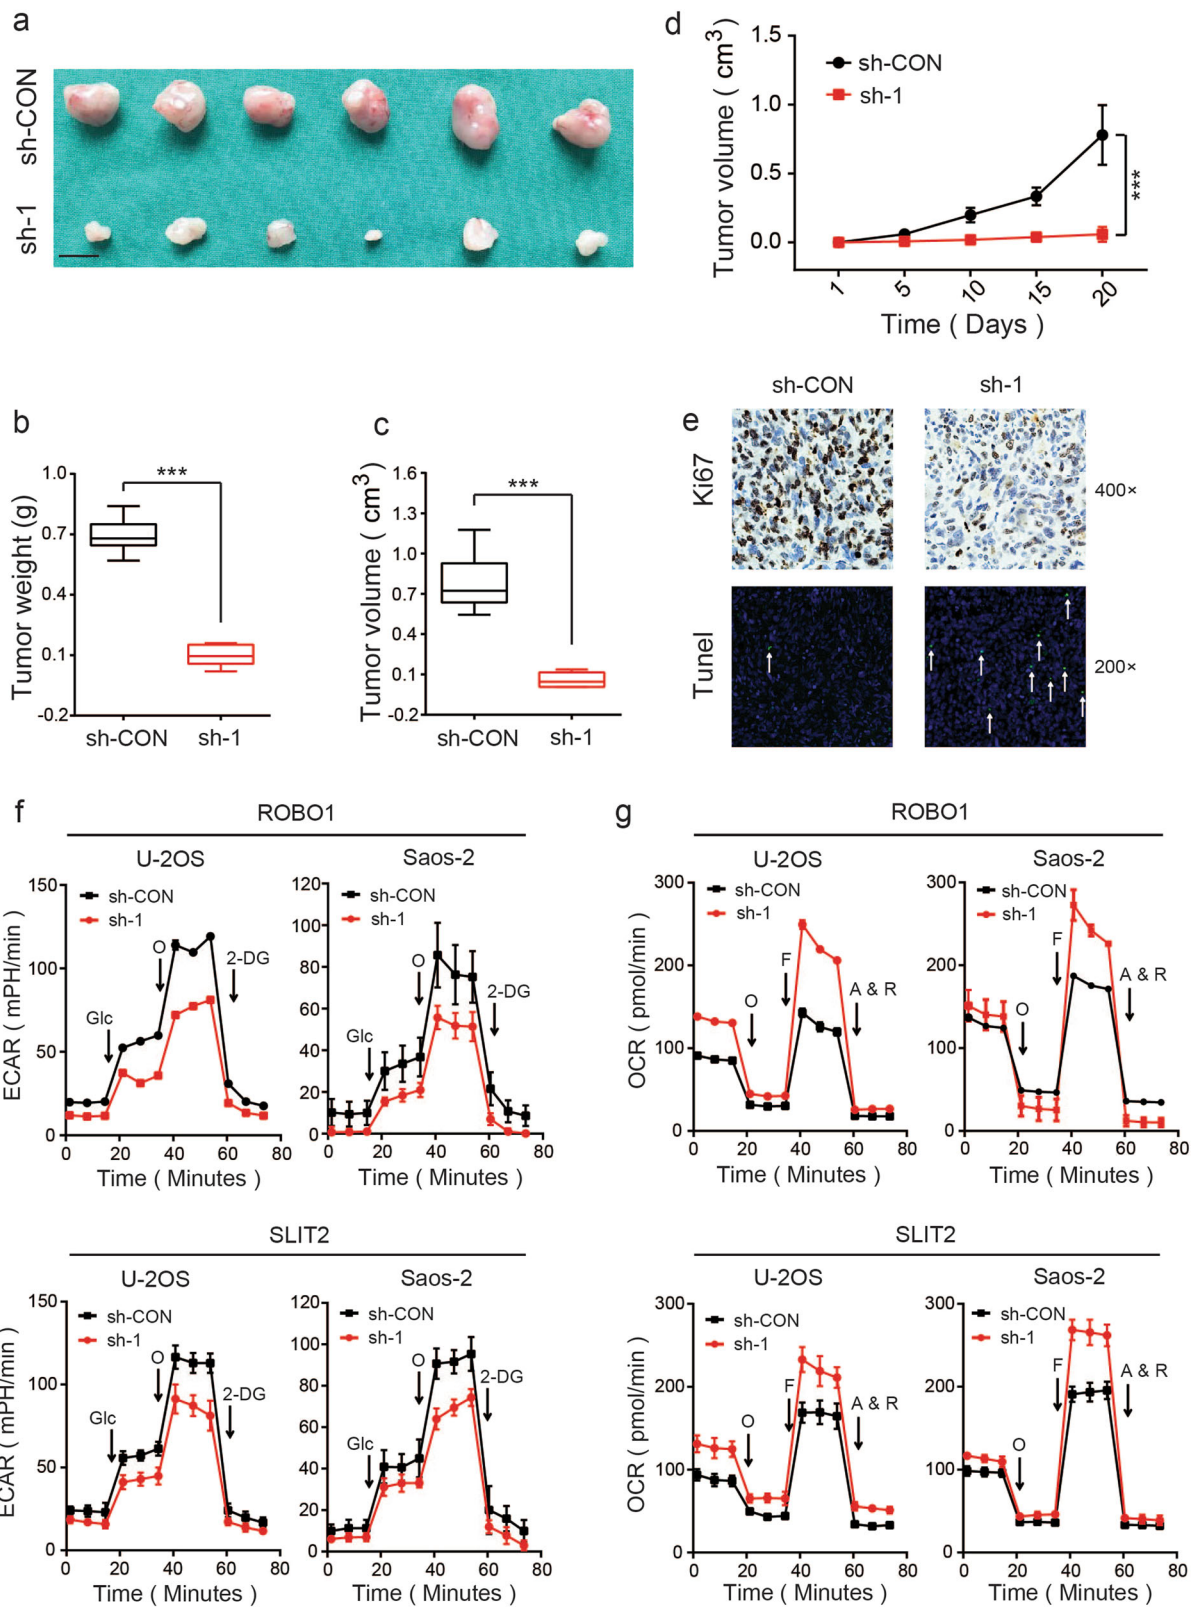 a
sh-CON
sh-1
d
Tumor volume ( cm³)
1.5
1.0
0.5
0.0
sh-CON
sh-1
***
1 5 10 15 20
Time ( Days )
b
Tumor weight (g)
1.0
0.7
0.4
0.1
-0.2
***
sh-CON sh-1
c
Tumor volume ( cm³)
1.6
1.3
1.0
0.7
0.4
0.1
-0.2
***
sh-CON sh-1
e
sh-CON sh-1
Ki67
400×
Tunel
200×
f
ROBO1
U-2OS
ECAR ( mPH/min)
150
100
50
0
sh-CON
sh-1
Glc
O
2-DG
0 20 40 60 80
Time ( Minutes )
Saos-2
120
100
80
60
40
20
0
sh-CON
sh-1
Glc
O
2-DG
0 20 40 60 80
Time ( Minutes )
SLIT2
U-2OS
ECAR ( mPH/min)
150
100
50
0
sh-CON
sh-1
Glc
O
2-DG
0 20 40 60 80
Time ( Minutes )
Saos-2
120
100
80
60
40
20
0
sh-CON
sh-1
Glc
O
2-DG
0 20 40 60 80
Time ( Minutes )
g
ROBO1
U-2OS
OCR ( pmol/min)
300
200
100
0
sh-CON
sh-1
O
F
A & R
0 20 40 60 80
Time ( Minutes )
Saos-2
300
200
100
0
sh-CON
sh-1
O
F
A & R
0 20 40 60 80
Time ( Minutes )
SLIT2
U-2OS
OCR ( pmol/min)
300
200
100
0
sh-CON
sh-1
O
F
A & R
0 20 40 60 80
Time ( Minutes )
Saos-2
300
200
100
0
sh-CON
sh-1
O
F
A & R
0 20 40 60 80
Time ( Minutes )